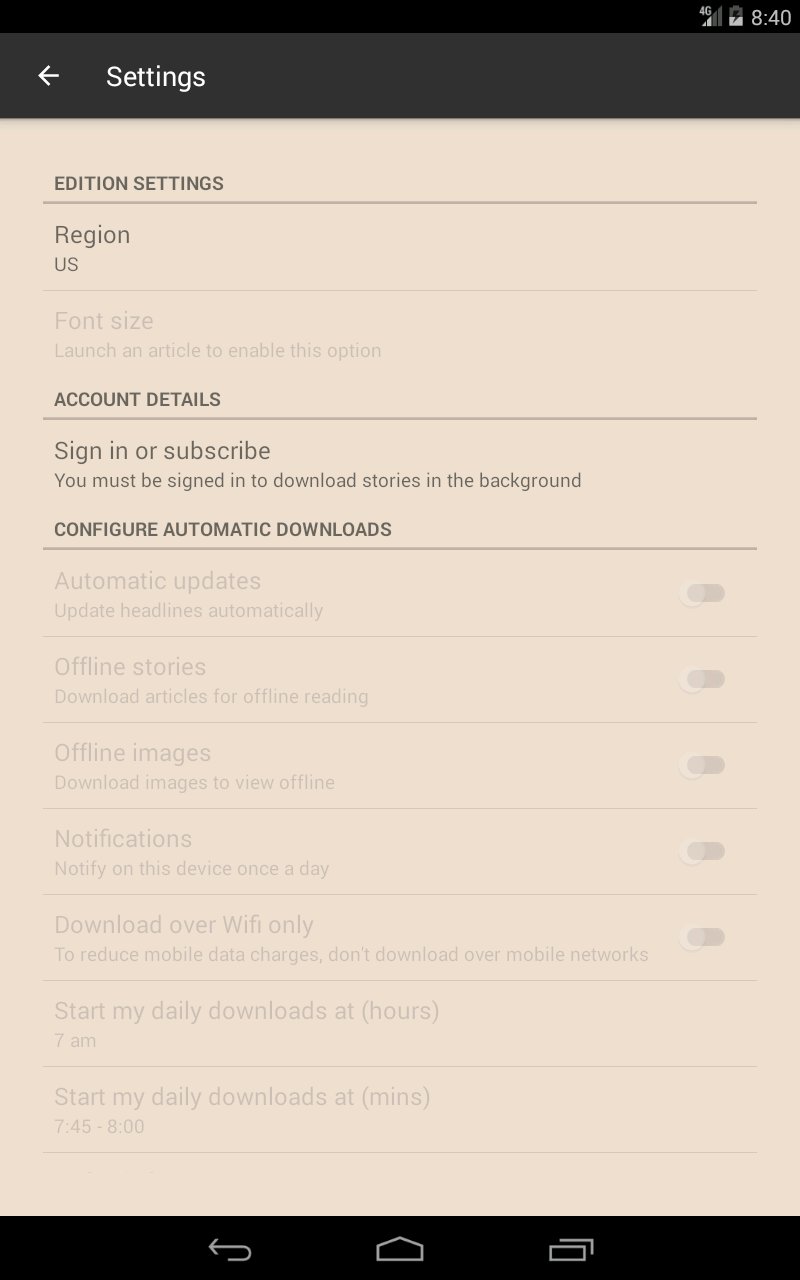 4G 8:40
Settings
EDITION SETTINGS
Region
US
Font size
Launch an article to enable this option
ACCOUNT DETAILS
Sign in or subscribe
You must be signed in to download stories in the background
CONFIGURE AUTOMATIC DOWNLOADS
Automatic updates
Update headlines automatically
Offline stories
Download articles for offline reading
Offline images
Download images to view offline
Notifications
Notify on this device once a day
Download over Wifi only
To reduce mobile data charges, don't download over mobile networks
Start my daily downloads at (hours)
7 am
Start my daily downloads at (mins)
7:45 - 8:00